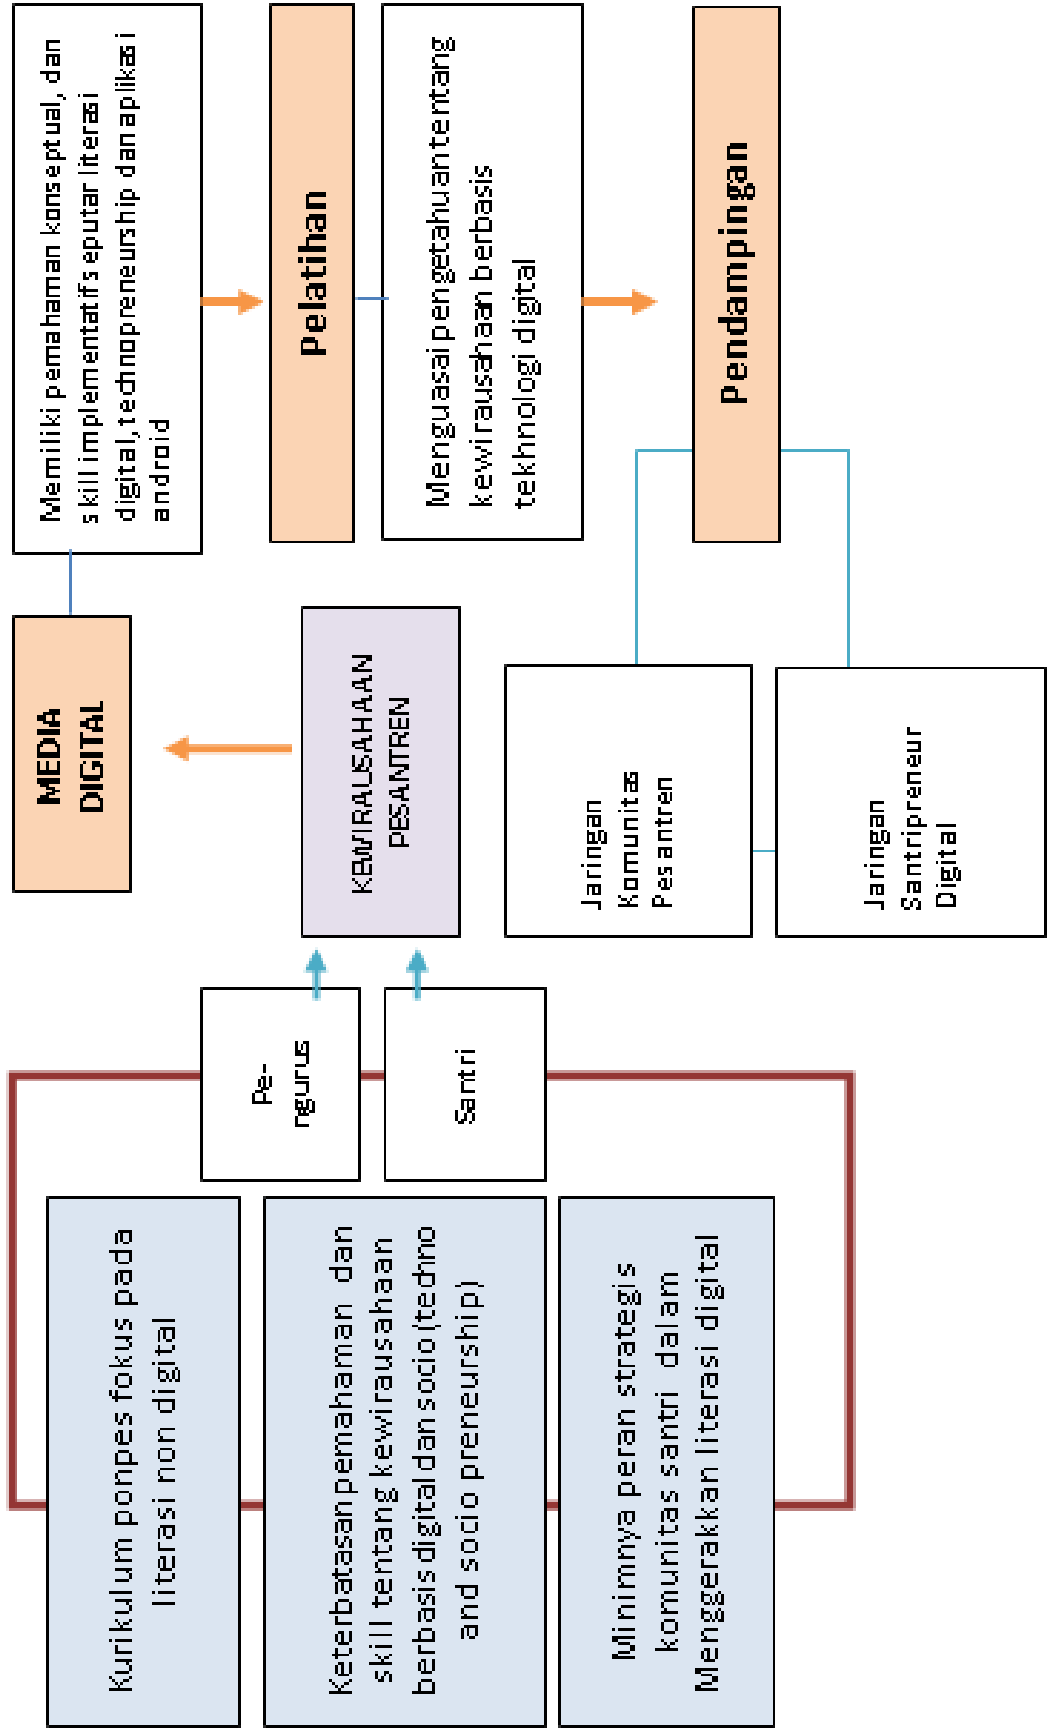 Kurikulum ponpes fokus pada
literasi non digital
Keterbatasan pemahaman dan
skill tentang kewirausahaan
berbasis digital dan socio (techno
and socio preneurship)
Minimnya peran strategis
komunitas santri dalam
Menggerakkan literasi digital
Pe-
ngurus
Santri
KEWIRAUSAHAAN
PESANTREN
MEDIA
DIGITAL
Memiliki pemahaman konseptual, dan
skill implementatif seputar literasi
digital, technopreneurship dan aplikasi
android
Pelatihan
Menguasai pengetahuan tentang
kewirausahaan berbasis
tekhnologi digital
Pendampingan
Jaringan
Komunitas
Pesantren
Jaringan
Santripreneur
Digital